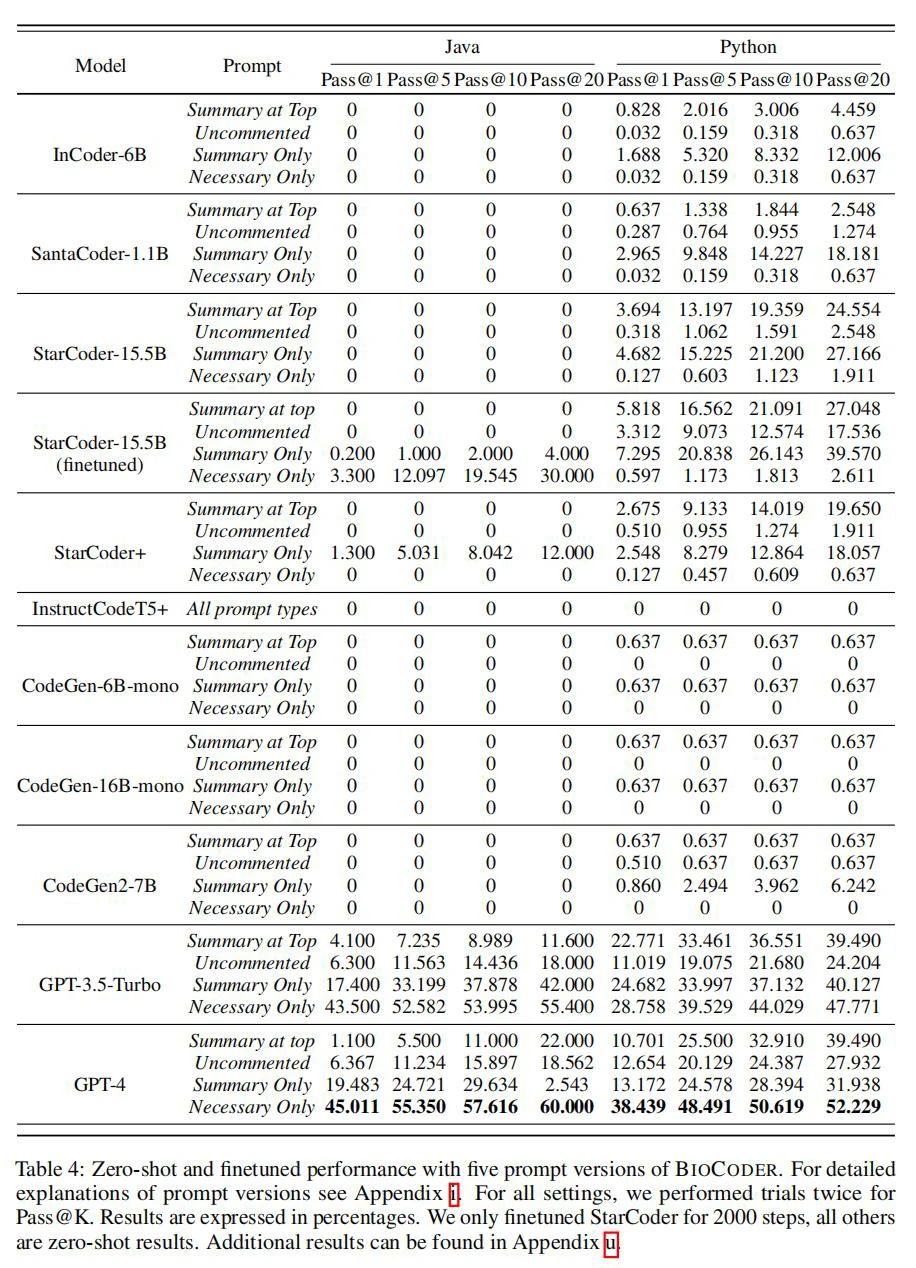 Java Python
Model Prompt
Pass@1 Pass@5 Pass@10 Pass@20 Pass@1 Pass@5 Pass@10 Pass@20
Summary at Top 0 0 0 0 0.828 2.016 3.006 4.459
Uncommented 0 0 0 0 0.032 0.159 0.318 0.637
InCoder-6B Summary Only 0 0 0 0 1.688 5.320 8.332 12.006
Necessary Only 0 0 0 0 0.032 0.159 0.318 0.637
Summary at Top 0 0 0 0 0.637 1.338 1.844 2.548
Uncommented 0 0 0 0 0.287 0.764 0.955 1.274
SantaCoder-1.1B Summary Only 0 0 0 0 2.965 9.848 14.227 18.181
Necessary Only 0 0 0 0 0.032 0.159 0.318 0.637
Summary at Top 0 0 0 0 3.694 13.197 19.359 24.554
Uncommented 0 0 0 0 0.318 1.062 1.591 2.548
StarCoder-15.5B Summary Only 0 0 0 0 4.682 15.225 21.200 27.166
Necessary Only 0 0 0 0 0.127 0.603 1.123 1.911
Summary at top 0 0 0 0 5.818 16.562 21.091 27.048
StarCoder-15.5B Uncommented 0 0 0 0 3.312 9.073 12.574 17.536
(finetuned) Summary Only 0.200 1.000 2.000 4.000 7.295 20.838 26.143 39.570
Necessary Only 3.300 12.097 19.545 30.000 0.597 1.173 1.813 2.611
Summary at Top 0 0 0 0 2.675 9.133 14.019 19.650
Uncommented 0 0 0 0 0.510 0.955 1.274 1.911
StarCoder+ Summary Only 1.300 5.031 8.042 12.000 2.548 8.279 12.864 18.057
Necessary Only 0 0 0 0 0.127 0.457 0.609 0.637
InstructCodeT5+ All prompt types 0 0 0 0 0 0 0 0
Summary at Top 0 0 0 0 0.637 0.637 0.637 0.637
Uncommented 0 0 0 0 0 0 0 0
CodeGen-6B-mono Summary Only 0 0 0 0 0.637 0.637 0.637 0.637
Necessary Only 0 0 0 0 0 0 0 0
Summary at Top 0 0 0 0 0.637 0.637 0.637 0.637
Uncommented 0 0 0 0 0 0 0 0
CodeGen-16B-mono Summary Only 0 0 0 0 0.637 0.637 0.637 0.637
Necessary Only 0 0 0 0 0 0 0 0
Summary at Top 0 0 0 0 0.637 0.637 0.637 0.637
Uncommented 0 0 0 0 0.510 0.637 0.637 0.637
CodeGen2-7B Summary Only 0 0 0 0 0.860 2.494 3.962 6.242
Necessary Only 0 0 0 0 0 0 0 0
Summary at Top 4.100 7.235 8.989 11.600 22.771 33.461 36.551 39.490
Uncommented 6.300 11.563 14.436 18.000 11.019 19.075 21.680 24.204
GPT-3.5-Turbo Summary Only 17.400 33.199 37.878 42.000 24.682 33.997 37.132 40.127
Necessary Only 43.500 52.582 53.995 55.400 28.758 39.529 44.029 47.771
Summary at top 1.100 5.500 11.000 22.000 10.701 25.500 32.910 39.490
Uncommented 6.367 11.234 15.897 18.562 12.654 20.129 24.387 27.932
GPT-4 Summary Only 19.483 24.721 29.634 2.543 13.172 24.578 28.394 31.938
Necessary Only 45.011 55.350 57.616 60.000 38.439 48.491 50.619 52.229
Table 4: Zero-shot and finetuned performance with five prompt versions of BIOCODER. For detailed
explanations of prompt versions see Appendix i. For all settings, we performed trials twice for
Pass@K. Results are expressed in percentages. We only finetuned StarCoder for 2000 steps, all others
are zero-shot results. Additional results can be found in Appendix u.